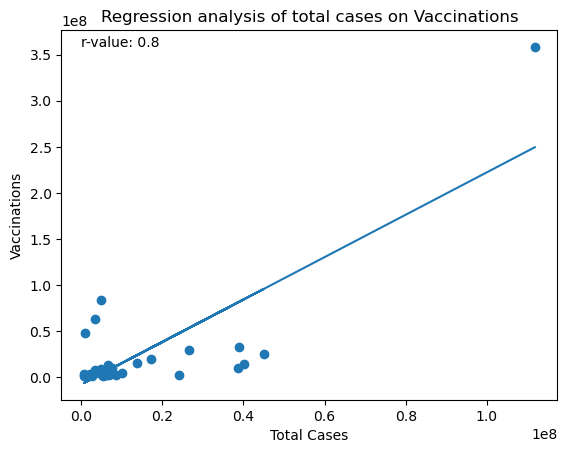 Regression analysis of total cases on Vaccinations
1e8
r-value: 0.8
3.5
3.0
2.5
2.0
1.5
1.0
0.5
0.0
Vaccinations
0.0 0.2 0.4 0.6 0.8 1.0
1e8
Total Cases